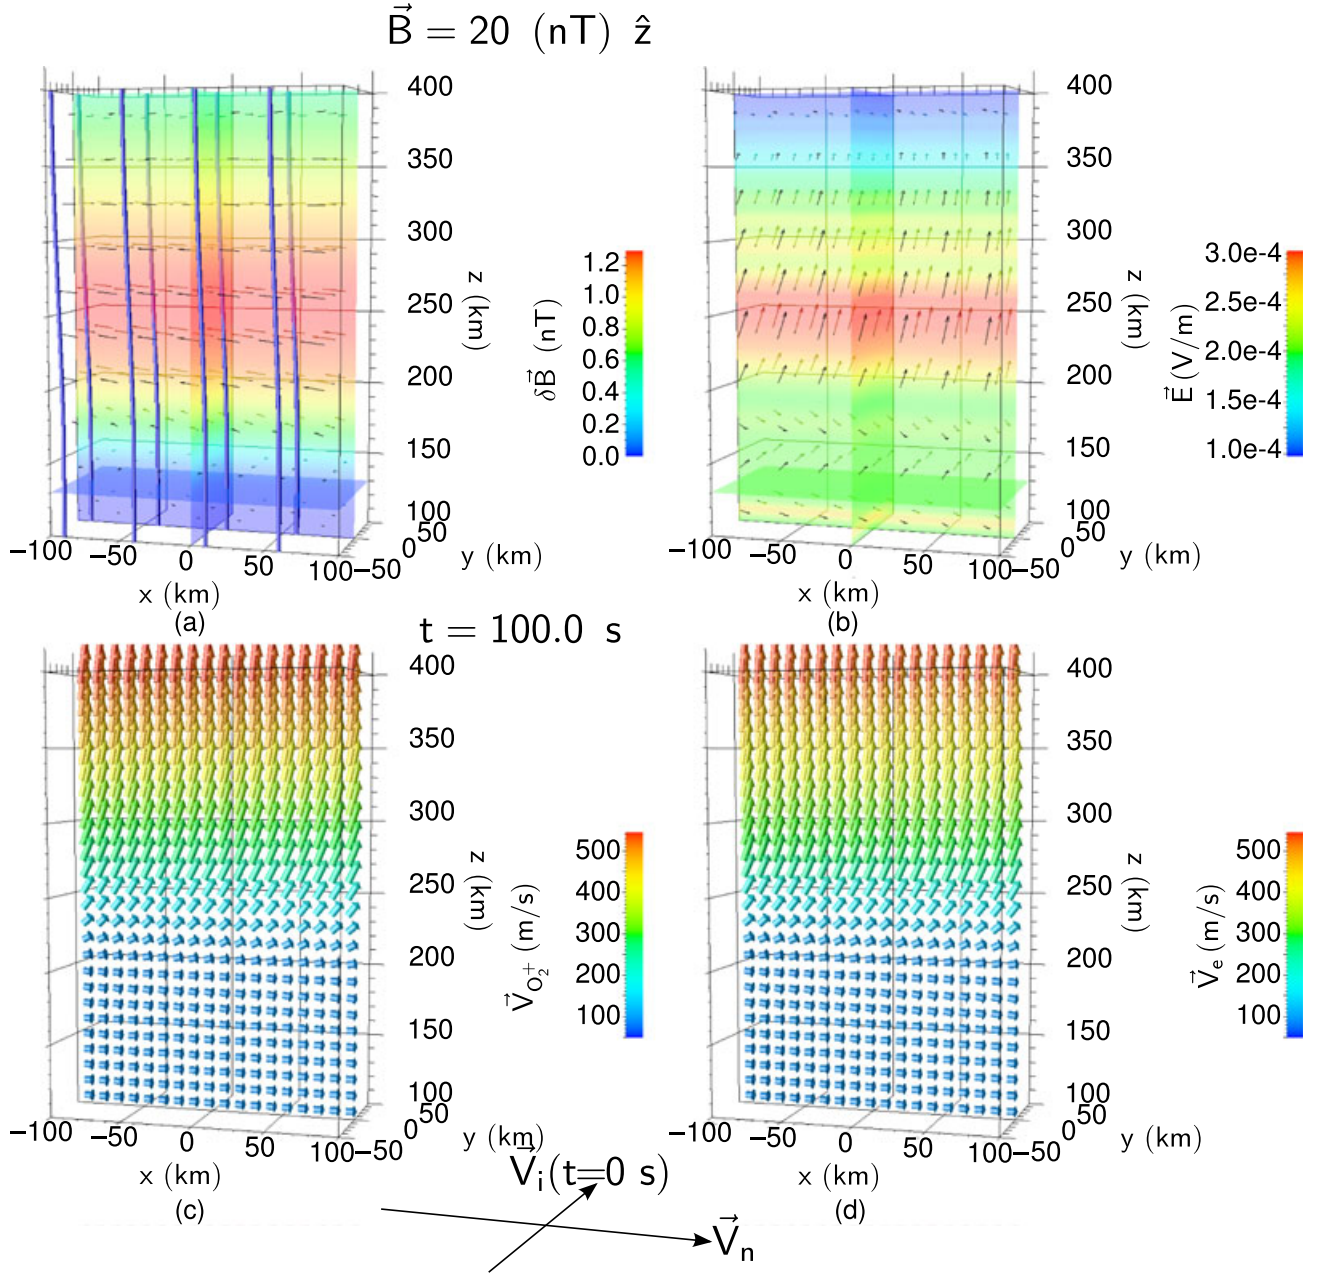 B⃗ = 20 (nT) ẑ
400
350
300
250
200
150
100
z (km)
1.2
1.0
0.8
0.6
0.4
0.2
0.0
δB⃗ (nT)
−100
−50
0
50
100
−50
0
50
x (km)
y (km)
(a)
400
350
300
250
200
150
100
z (km)
3.0e-4
2.5e-4
2.0e-4
1.5e-4
1.0e-4
E⃗ (V/m)
−100
−50
0
50
100
−50
0
50
x (km)
y (km)
(b)
t = 100.0 s
400
350
300
250
200
150
100
z (km)
500
400
300
200
100
V⃗O₂⁺ (m/s)
−100
−50
0
50
100
−50
0
50
x (km)
y (km)
(c)
400
350
300
250
200
150
100
z (km)
500
400
300
200
100
V⃗e (m/s)
−100
−50
0
50
100
−50
0
50
x (km)
y (km)
(d)
V⃗i(t=0 s)
V⃗n